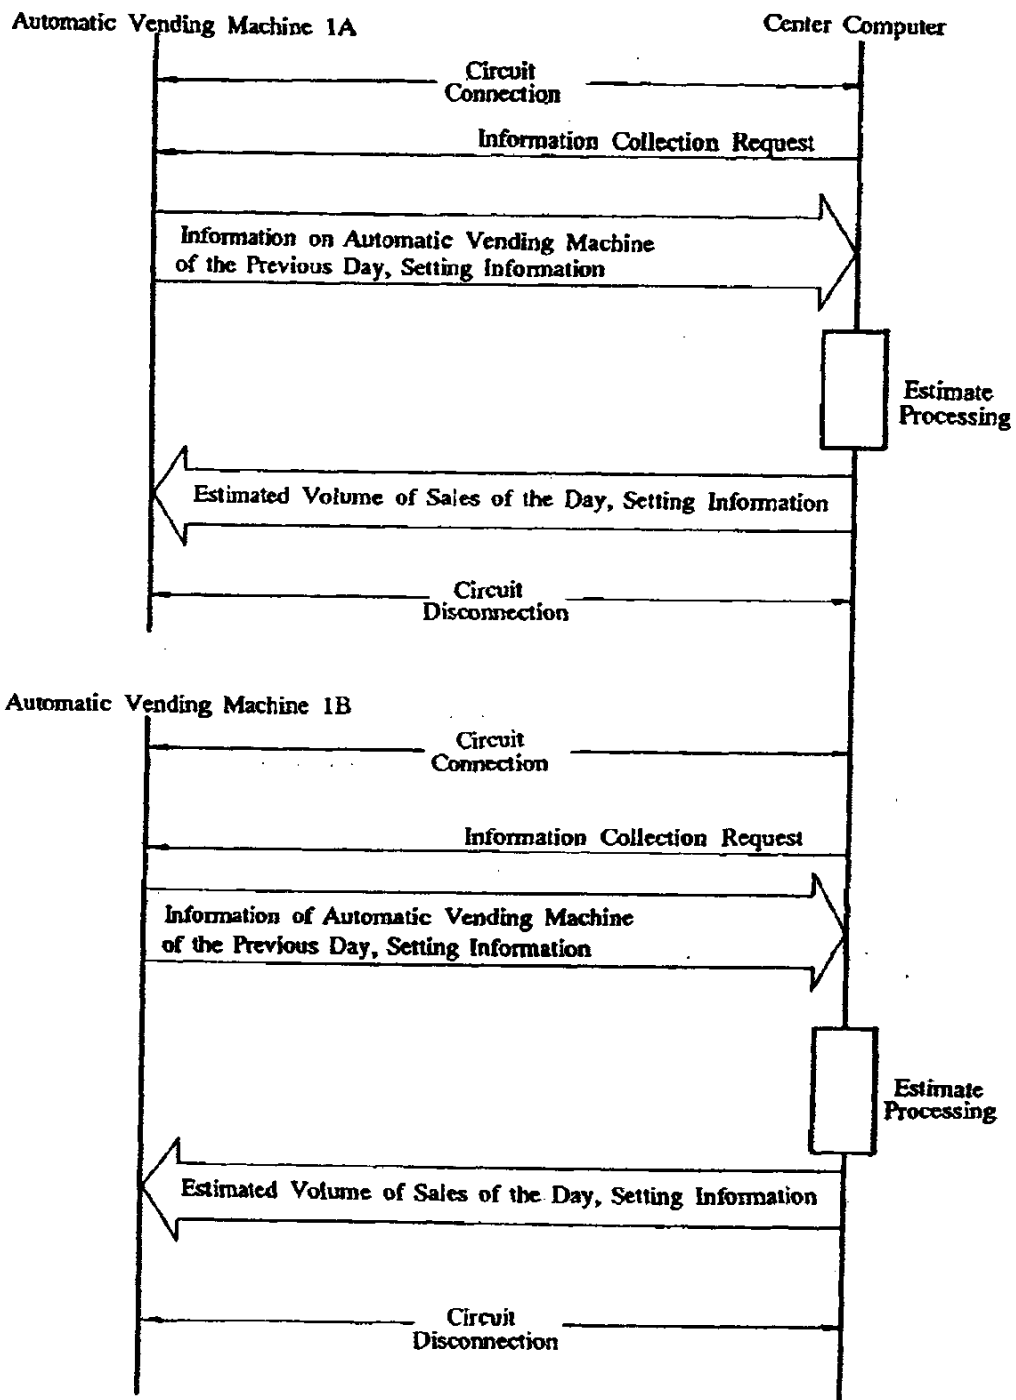 Automatic Vending Machine 1A
Center Computer
Circuit
Connection
Information Collection Request
Information on Automatic Vending Machine
of the Previous Day, Setting Information
Estimate
Processing
Estimated Volume of Sales of the Day, Setting Information
Circuit
Disconnection
Automatic Vending Machine 1B
Circuit
Connection
Information Collection Request
Information of Automatic Vending Machine
of the Previous Day, Setting Information
Estimate
Processing
Estimated Volume of Sales of the Day, Setting Information
Circuit
Disconnection